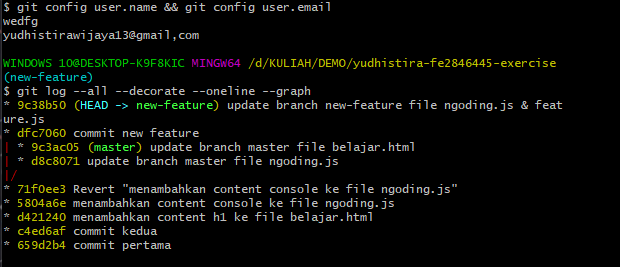 $ git config user.name && git config user.email
wedfg
yudhistirawijaya13@gmail,com
WINDOWS 10@DESKTOP-K9F8KIC MINGW64 /d/KULIAH/DEMO/yudhistira-fe2846445-exercise
(new-feature)
$ git log --all --decorate --oneline --graph
* 9c38b50 (HEAD -> new-feature) update branch new-feature file ngoding.js & feat
ure.js
* dfc7060 commit new feature
| * 9c3ac05 (master) update branch master file belajar.html
| * d8c8071 update branch master file ngoding.js
|/
* 71f0ee3 Revert "menambahkan content console ke file ngoding.js"
* 5804a6e menambahkan content console ke file ngoding.js
* d421240 menambahkan content h1 ke file belajar.html
* c4ed6af commit kedua
* 659d2b4 commit pertama